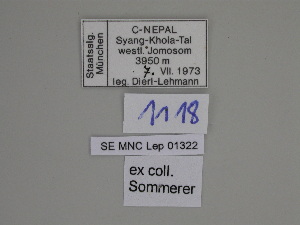 Staatsslg.
München
C-NEPAL
Syang-Khola-Tal
westl. Jomosom
3950 m
7. VII. 1973
leg. Dierl-Lehmann
1118
SE MNC Lep 01322
ex coll.
Sommerer